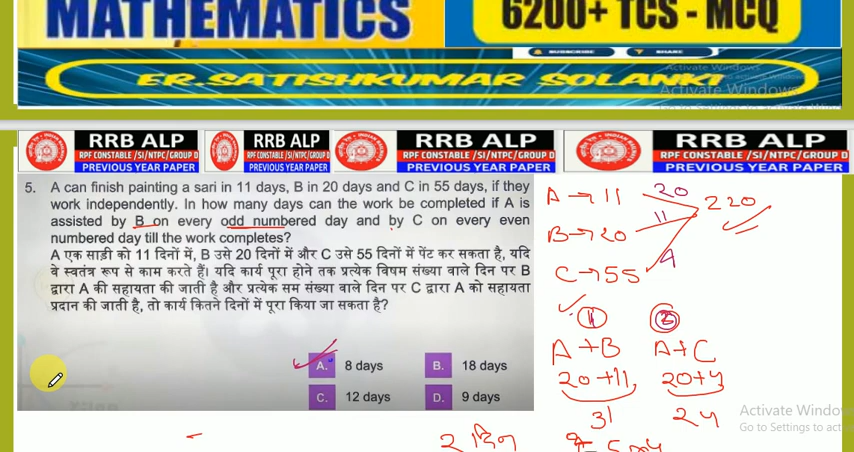 MATHEMATICS
6200+ TCS - MCQ
SUBSCRIBE
SHARE
ER.SATISHKUMAR SOLANKI
Activate Windows
Activate Windows
RRB ALP
RPF CONSTABLE /SI/NTPC/GROUP D
PREVIOUS YEAR PAPER
RRB ALP
RPF CONSTABLE /SI/NTPC/GROUP D
PREVIOUS YEAR PAPER
RRB ALP
RPF CONSTABLE /SI/NTPC/GROUP D
PREVIOUS YEAR PAPER
RRB ALP
RPF CONSTABLE /SI/NTPC/GROUP D
PREVIOUS YEAR PAPER
5. A can finish painting a sari in 11 days, B in 20 days and C in 55 days, if they
work independently. In how many days can the work be completed if A is
assisted by B on every odd numbered day and by C on every even
numbered day till the work completes?
A एक साड़ी को 11 दिनों में, B उसे 20 दिनों में और C उसे 55 दिनों में पेंट कर सकता है, यदि
वे स्वतंत्र रूप से काम करते हैं। यदि कार्य पूरा होने तक प्रत्येक विषम संख्या वाले दिन पर B
द्वारा A की सहायता की जाती है और प्रत्येक सम संख्या वाले दिन पर C द्वारा A को सहायता
प्रदान की जाती है, तो कार्य कितने दिनों में पूरा किया जा सकता है?
A. 8 days B. 18 days
C. 12 days D. 9 days
A → 11 20
220
B → 20 11
C → 55 4
1 2
A + B A + C
20 + 11 20 + 4
31 24
2 दिन
Activate Windo
Go to Settings to act